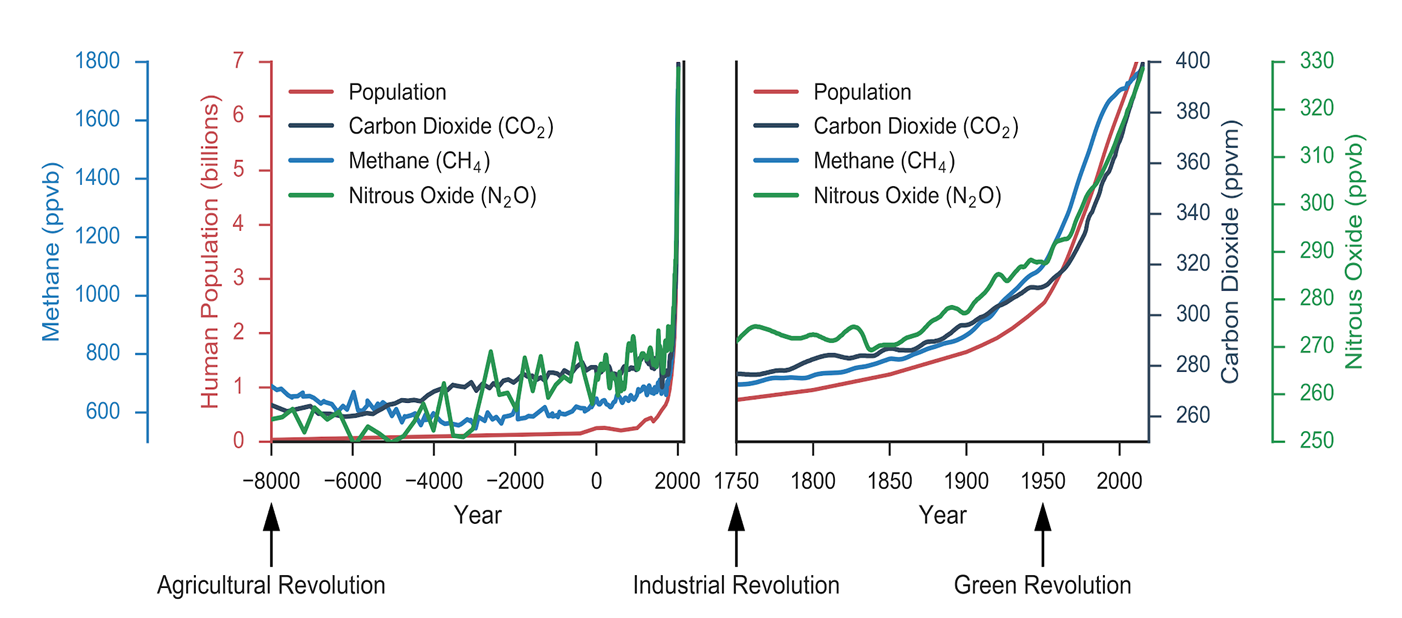 Methane (ppvb)
1800
1600
1400
1200
1000
800
600
Human Population (billions)
7
6
5
4
3
2
1
0
Population
Carbon Dioxide (CO₂)
Methane (CH₄)
Nitrous Oxide (N₂O)
−8000 −6000 −4000 −2000 0 2000
Year
Population
Carbon Dioxide (CO₂)
Methane (CH₄)
Nitrous Oxide (N₂O)
1750 1800 1850 1900 1950 2000
Year
400
380
360
340
320
300
280
260
Carbon Dioxide (ppvm)
330
320
310
300
290
280
270
260
250
Nitrous Oxide (ppvb)
Agricultural Revolution
Industrial Revolution
Green Revolution